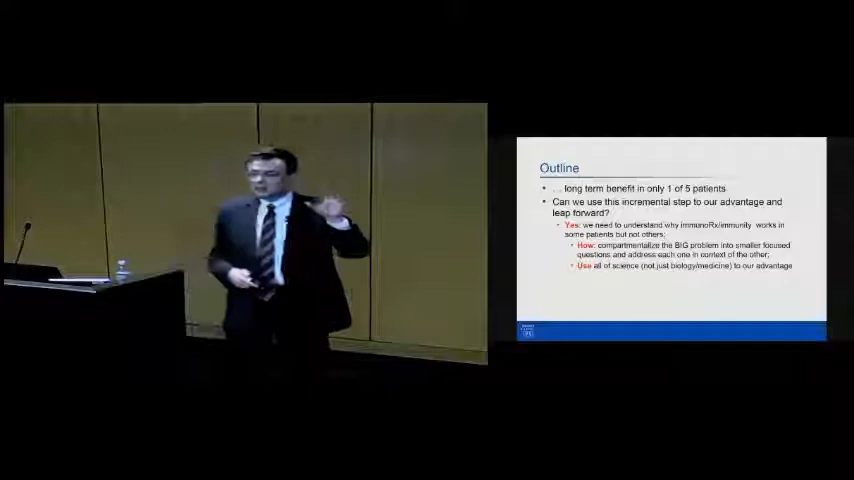 Outline
• … long term benefit in only 1 of 5 patients
• Can we use this incremental step to our advantage and
leap forward?
• Yes: we need to understand why immunoRx/immunity works in
some patients but not others;
• How: compartmentalize the BIG problem into smaller focused
questions and address each one in context of the other;
• Use all of science (not just biology/medicine) to our advantage